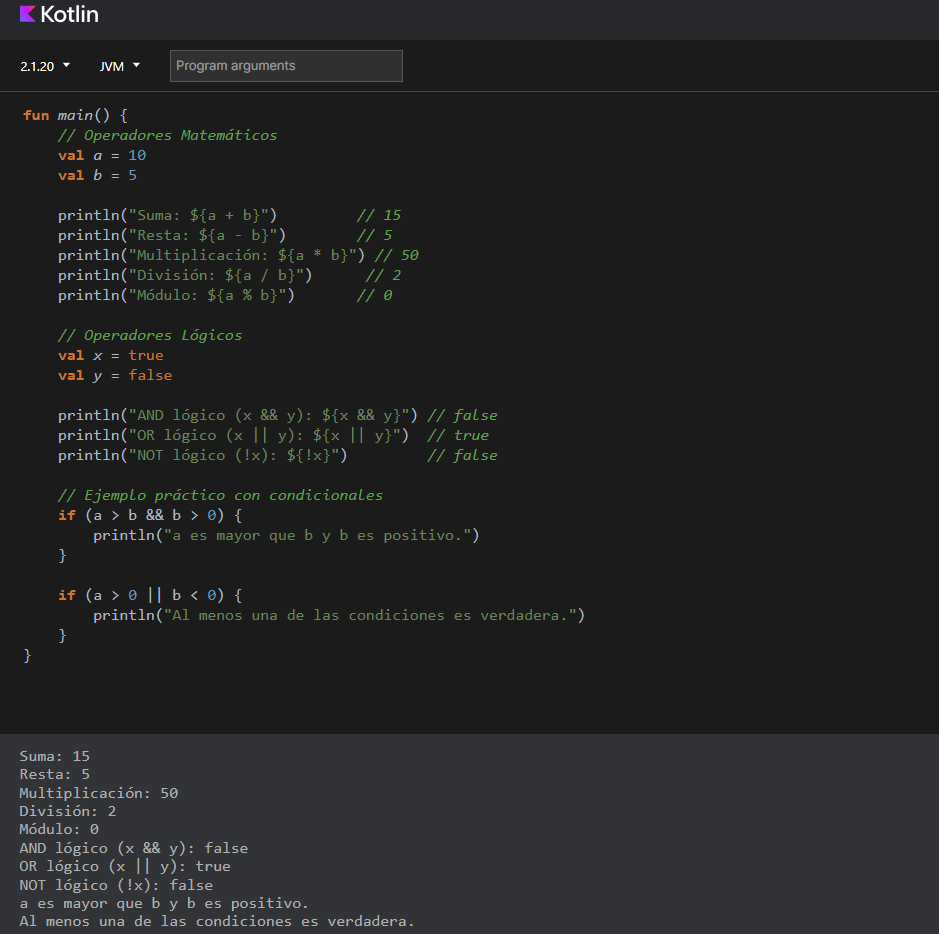 Kotlin
2.1.20 JVM Program arguments
fun main() {
    // Operadores Matemáticos
    val a = 10
    val b = 5

    println("Suma: ${a + b}")         // 15
    println("Resta: ${a - b}")        // 5
    println("Multiplicación: ${a * b}") // 50
    println("División: ${a / b}")      // 2
    println("Módulo: ${a % b}")       // 0

    // Operadores Lógicos
    val x = true
    val y = false

    println("AND lógico (x && y): ${x && y}") // false
    println("OR lógico (x || y): ${x || y}")  // true
    println("NOT lógico (!x): ${!x}")         // false

    // Ejemplo práctico con condicionales
    if (a > b && b > 0) {
        println("a es mayor que b y b es positivo.")
    }

    if (a > 0 || b < 0) {
        println("Al menos una de las condiciones es verdadera.")
    }
}
Suma: 15
Resta: 5
Multiplicación: 50
División: 2
Módulo: 0
AND lógico (x && y): false
OR lógico (x || y): true
NOT lógico (!x): false
a es mayor que b y b es positivo.
Al menos una de las condiciones es verdadera.